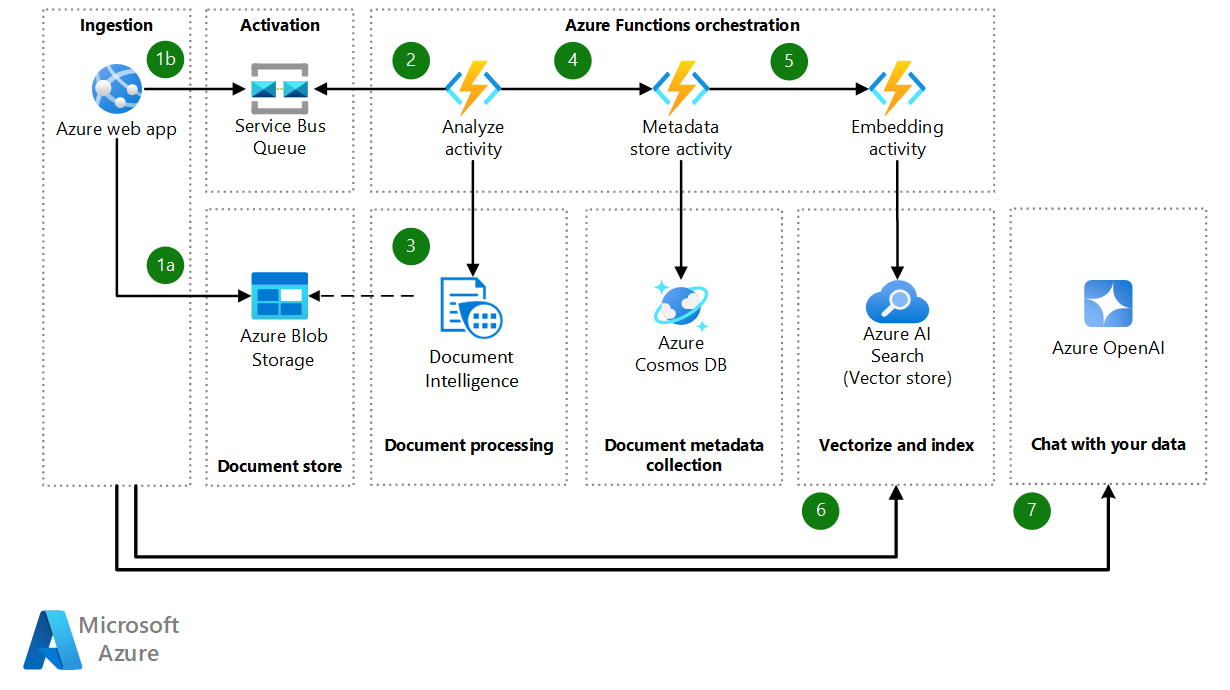 Ingestion
Activation
Azure Functions orchestration
1b
2
4
5
Azure web app
Service Bus
Queue
Analyze
activity
Metadata
store activity
Embedding
activity
1a
3
Azure Blob
Storage
Document
Intelligence
Azure
Cosmos DB
Azure AI
Search
(Vector store)
Azure OpenAI
Document store
Document processing
Document metadata
collection
Vectorize and index
Chat with your data
6
7
Microsoft
Azure